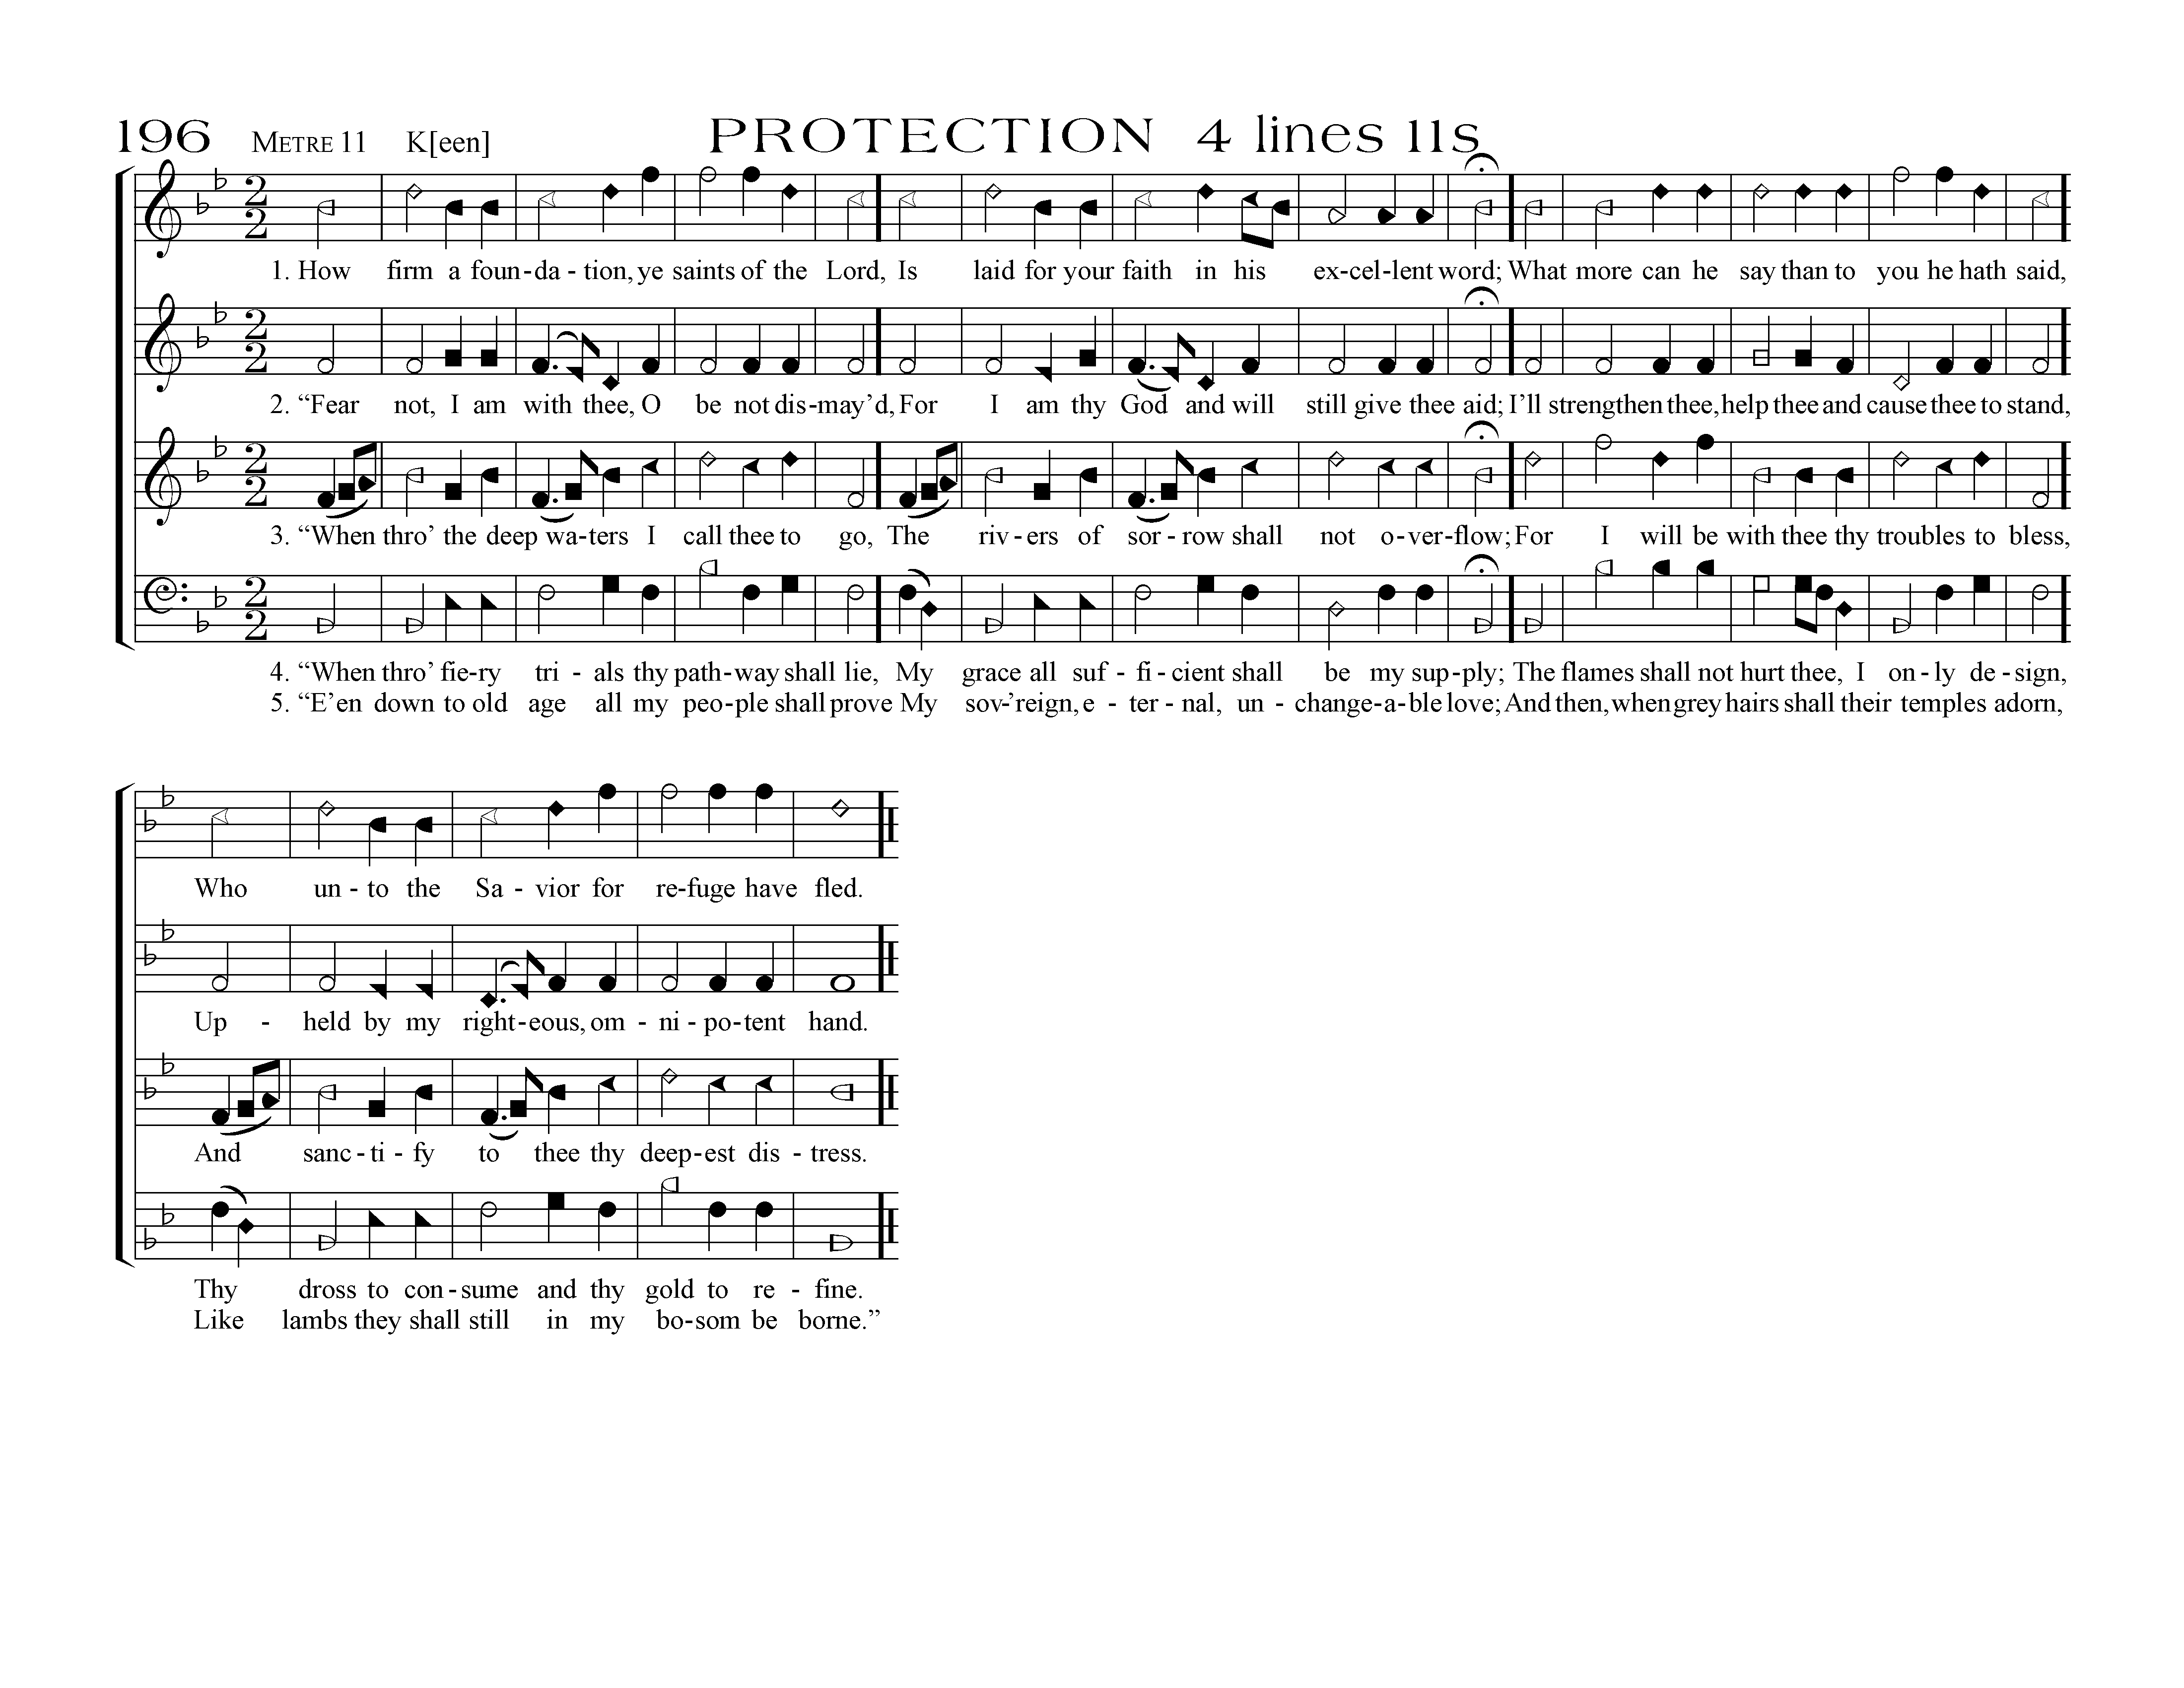 196 METRE 11 K[een] PROTECTION 4 lines 11s
1. How firm a foun-da-tion, ye saints of the Lord, Is laid for your faith in his ex-cel-lent word; What more can he say than to you he hath said,
2. “Fear not, I am with thee, O be not dis-may’d, For I am thy God and will still give thee aid; I’ll strengthen thee, help thee and cause thee to stand,
3. “When thro’ the deep wa-ters I call thee to go, The riv-ers of sor-row shall not o-ver-flow; For I will be with thee thy troubles to bless,
4. “When thro’ fie-ry tri-als thy path-way shall lie, My grace all suf-fi-cient shall be my sup-ply; The flames shall not hurt thee, I on-ly de-sign,
5. “E’en down to old age all my peo-ple shall prove My sov-’reign, e-ter-nal, un-change-a-ble love; And then, when grey hairs shall their temples adorn,
Who un-to the Sa-vior for re-fuge have fled.
Up-held by my right-eous, om-ni-po-tent hand.
And sanc-ti-fy to thee thy deep-est dis-tress.
Thy dross to con-sume and thy gold to re-fine.
Like lambs they shall still in my bo-som be borne.”